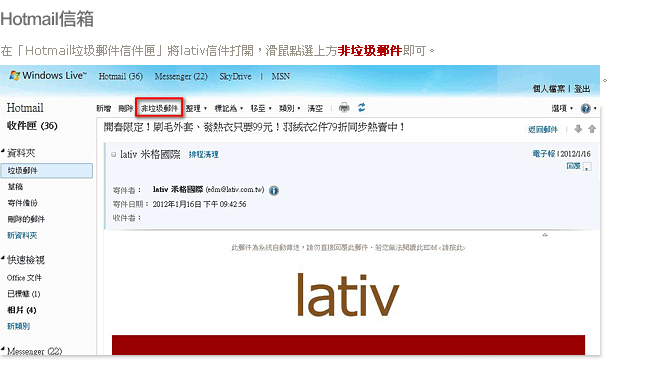 Hotmail信箱
在「Hotmail垃圾郵件信件匣」將lativ信件打開，滑鼠點選上方非垃圾郵件即可。
Windows Live™ Hotmail (36) Messenger (22) SkyDrive | MSN
個人檔案 | 登出
Hotmail 新增 刪除 非垃圾郵件 整理 標記為 移至 類別 清空 選項
收件匣 (36)
開春限定！刷毛外套、發熱衣只要99元！羽絨衣2件79折同步熱賣中！
返回郵件
資料夾
垃圾郵件
草稿
寄件備份
刪除的郵件
新資料夾
快速檢視
Office 文件
已標幟 (1)
相片 (4)
新類別
Messenger (22)
lativ 米格國際 排程清理
電子報 | 2012/1/16
回覆
寄件者： lativ 米格國際 (edm@lativ.com.tw)
寄件日期： 2012年1月16日 下午 09:42:56
收件者：
此郵件為系統自動傳送，請勿直接回覆此郵件，若您無法閱讀此EDM<請按此>
lativ